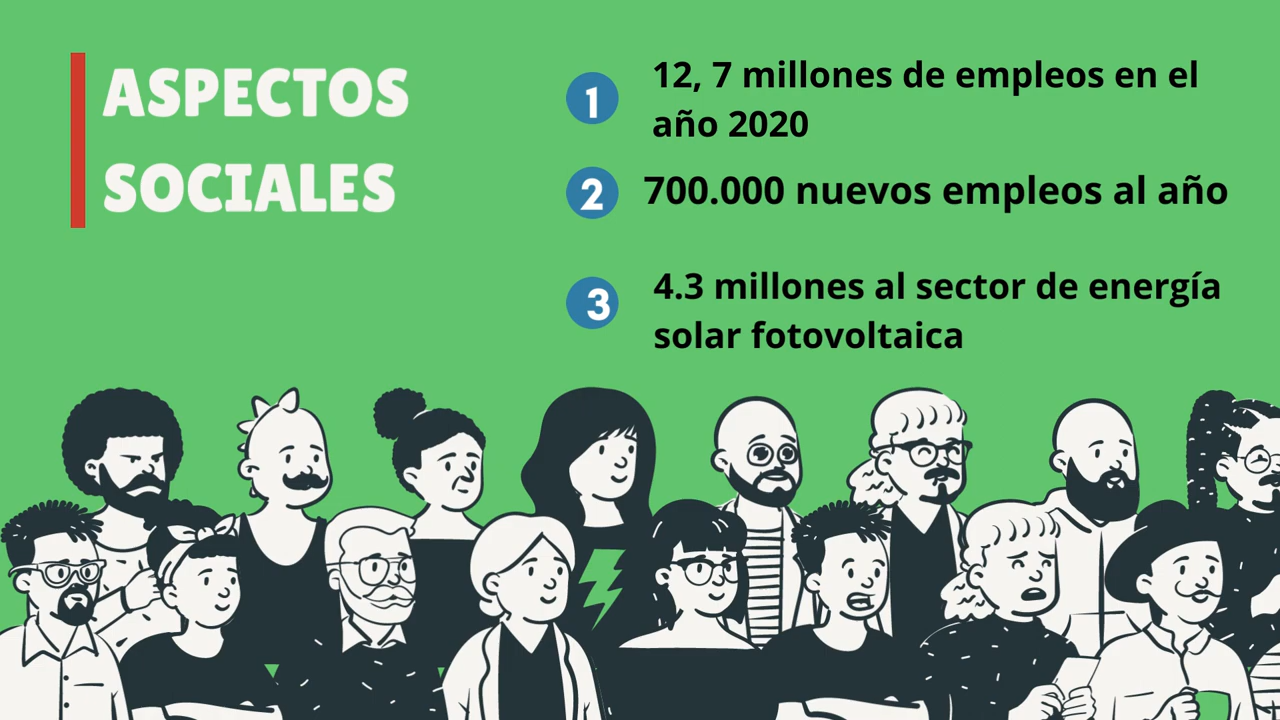 ASPECTOS
SOCIALES
1
12, 7 millones de empleos en el
año 2020
2
700.000 nuevos empleos al año
3
4.3 millones al sector de energía
solar fotovoltaica